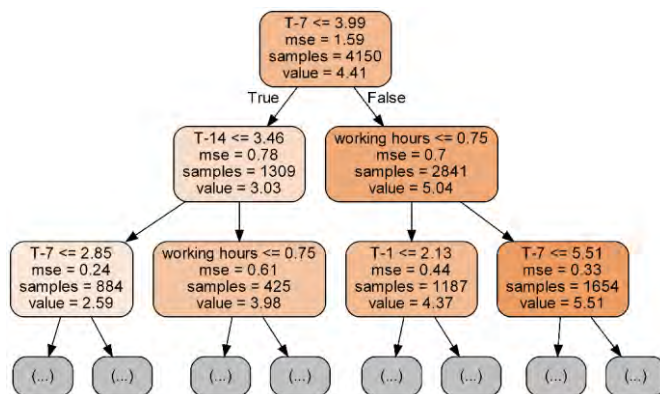 T-7 <= 3.99
mse = 1.59
samples = 4150
value = 4.41
True
False
T-14 <= 3.46
mse = 0.78
samples = 1309
value = 3.03
working hours <= 0.75
mse = 0.7
samples = 2841
value = 5.04
T-7 <= 2.85
mse = 0.24
samples = 884
value = 2.59
working hours <= 0.75
mse = 0.61
samples = 425
value = 3.98
T-1 <= 2.13
mse = 0.44
samples = 1187
value = 4.37
T-7 <= 5.51
mse = 0.33
samples = 1654
value = 5.51
(...)
(...)
(...)
(...)
(...)
(...)
(...)
(...)